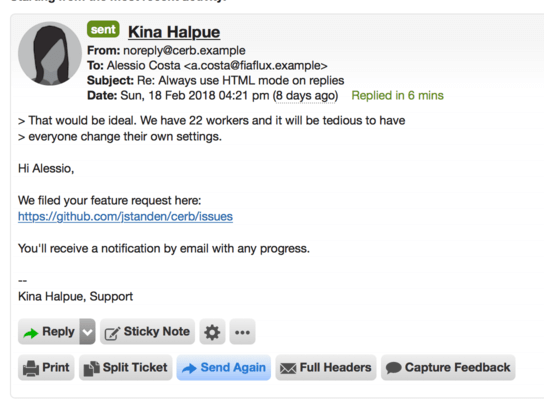 sent Kina Halpue
From: noreply@cerb.example
To: Alessio Costa <a.costa@fiaflux.example>
Subject: Re: Always use HTML mode on replies
Date: Sun, 18 Feb 2018 04:21 pm (8 days ago) Replied in 6 mins
> That would be ideal. We have 22 workers and it will be tedious to have
> everyone change their own settings.
Hi Alessio,
We filed your feature request here:
https://github.com/jstanden/cerb/issues
You'll receive a notification by email with any progress.
--
Kina Halpue, Support
Reply Sticky Note
Print Split Ticket Send Again Full Headers Capture Feedback